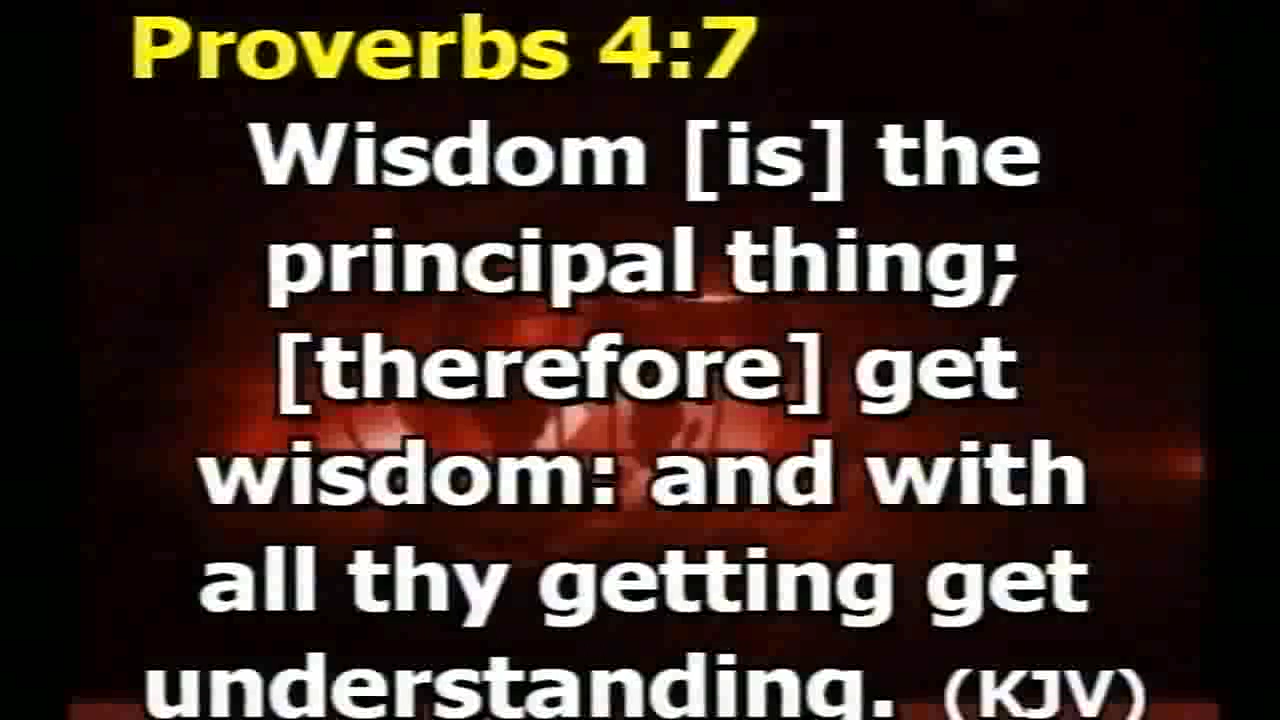 Proverbs 4:7
Wisdom [is] the
principal thing;
[therefore] get
wisdom: and with
all thy getting get
understanding. (KJV)